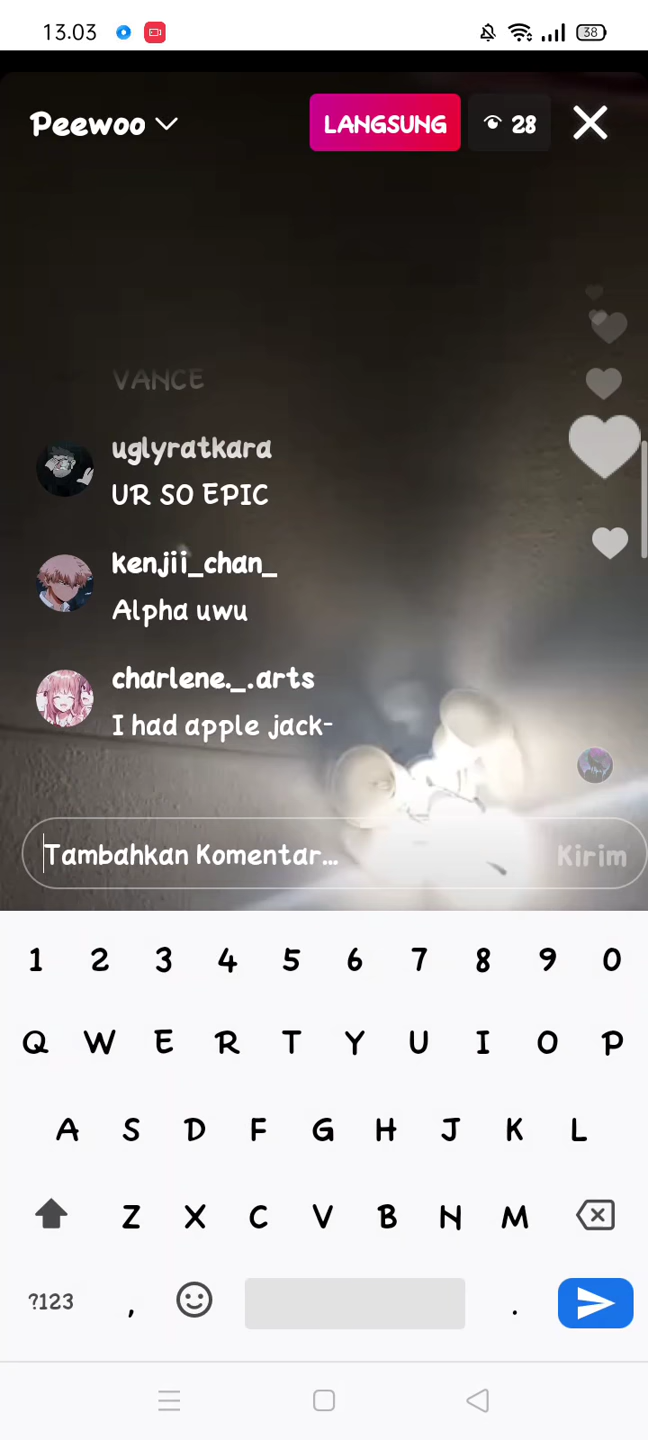 13.03
38
Peewoo
LANGSUNG
28
VANCE
uglyratkara
UR SO EPIC
kenjii_chan_
Alpha uwu
charlene._.arts
I had apple jack-
Tambahkan Komentar...
Kirim
1 2 3 4 5 6 7 8 9 0
Q W E R T Y U I O P
A S D F G H J K L
Z X C V B N M
?123 , .